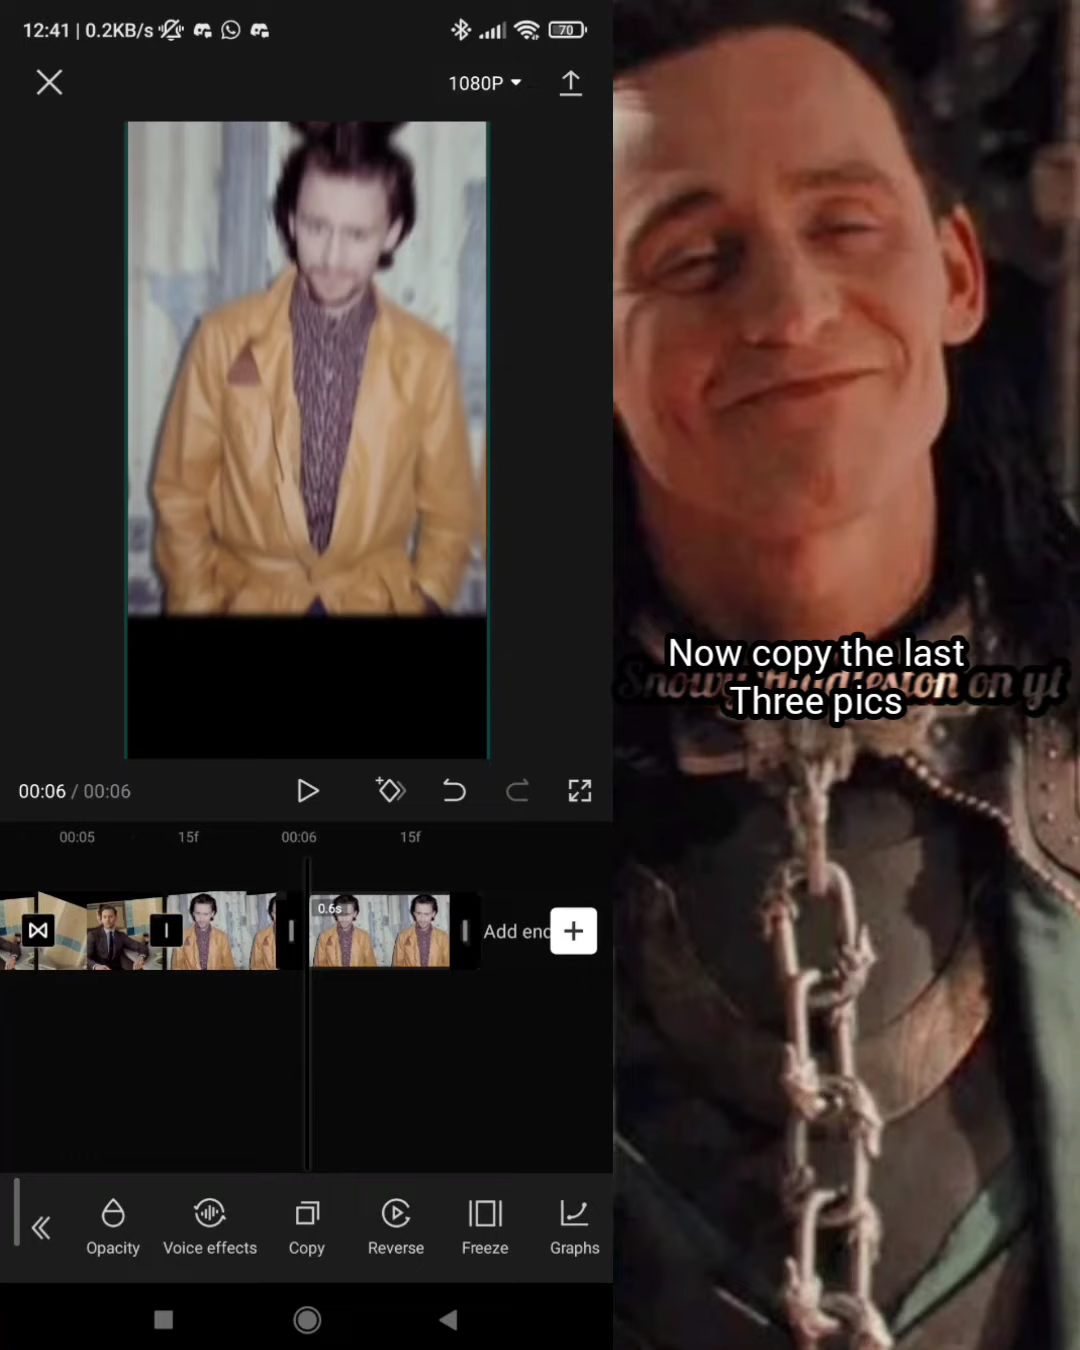 12:41 | 0.2KB/s
70
1080P
00:06 / 00:06
00:05
15f
00:06
15f
0.6s
Add end
Opacity
Voice effects
Copy
Reverse
Freeze
Graphs
Now copy the last
Three pics
on yt